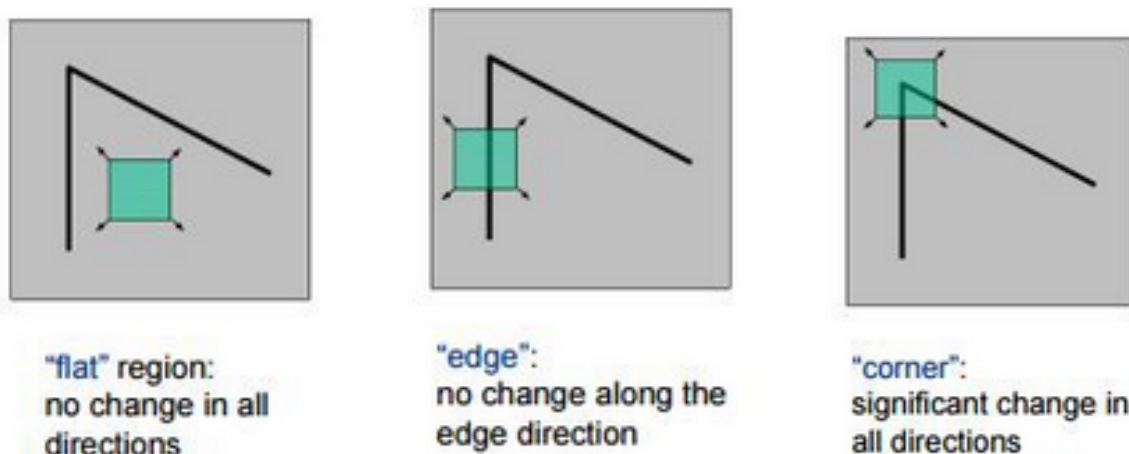 “flat” region:
no change in all
directions
“edge”:
no change along the
edge direction
“corner”:
significant change in
all directions